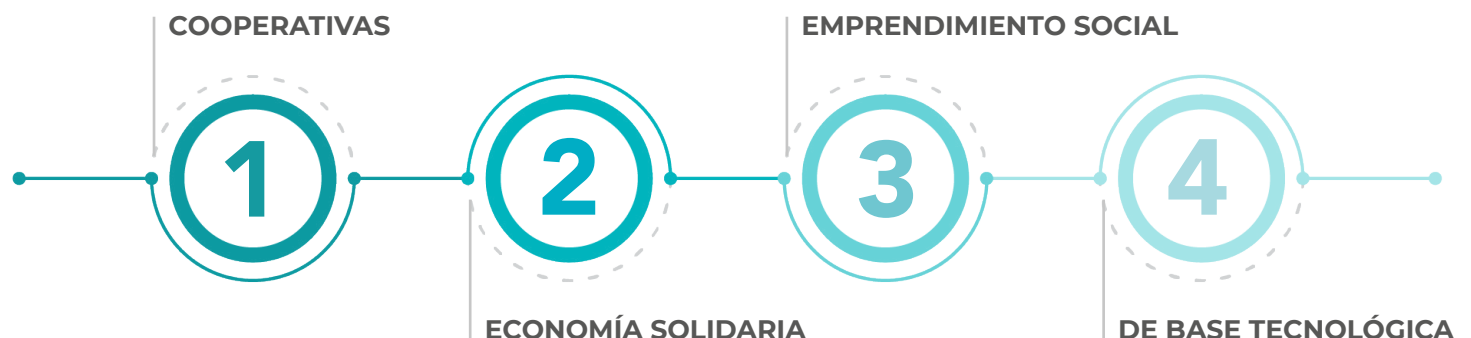 COOPERATIVAS
1
2
ECONOMÍA SOLIDARIA
EMPRENDIMIENTO SOCIAL
3
4
DE BASE TECNOLÓGICA